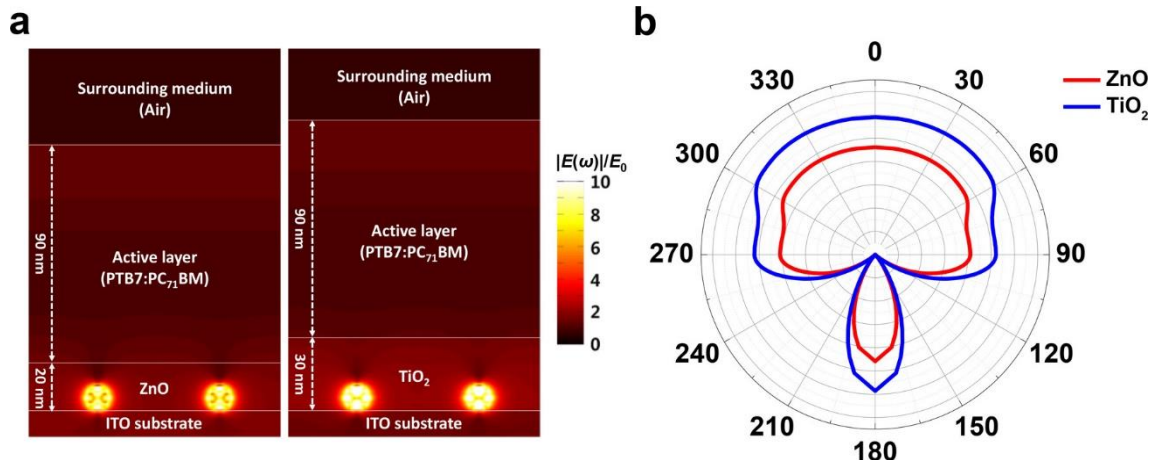 a
Surrounding medium
(Air)
90 nm
Active layer
(PTB7:PC₇₁BM)
20 nm
ZnO
ITO substrate
Surrounding medium
(Air)
90 nm
Active layer
(PTB7:PC₇₁BM)
30 nm
TiO₂
ITO substrate
|E(ω)|/E₀
10
8
6
4
2
0
b
0
30
60
90
120
150
180
210
240
270
300
330
ZnO
TiO₂